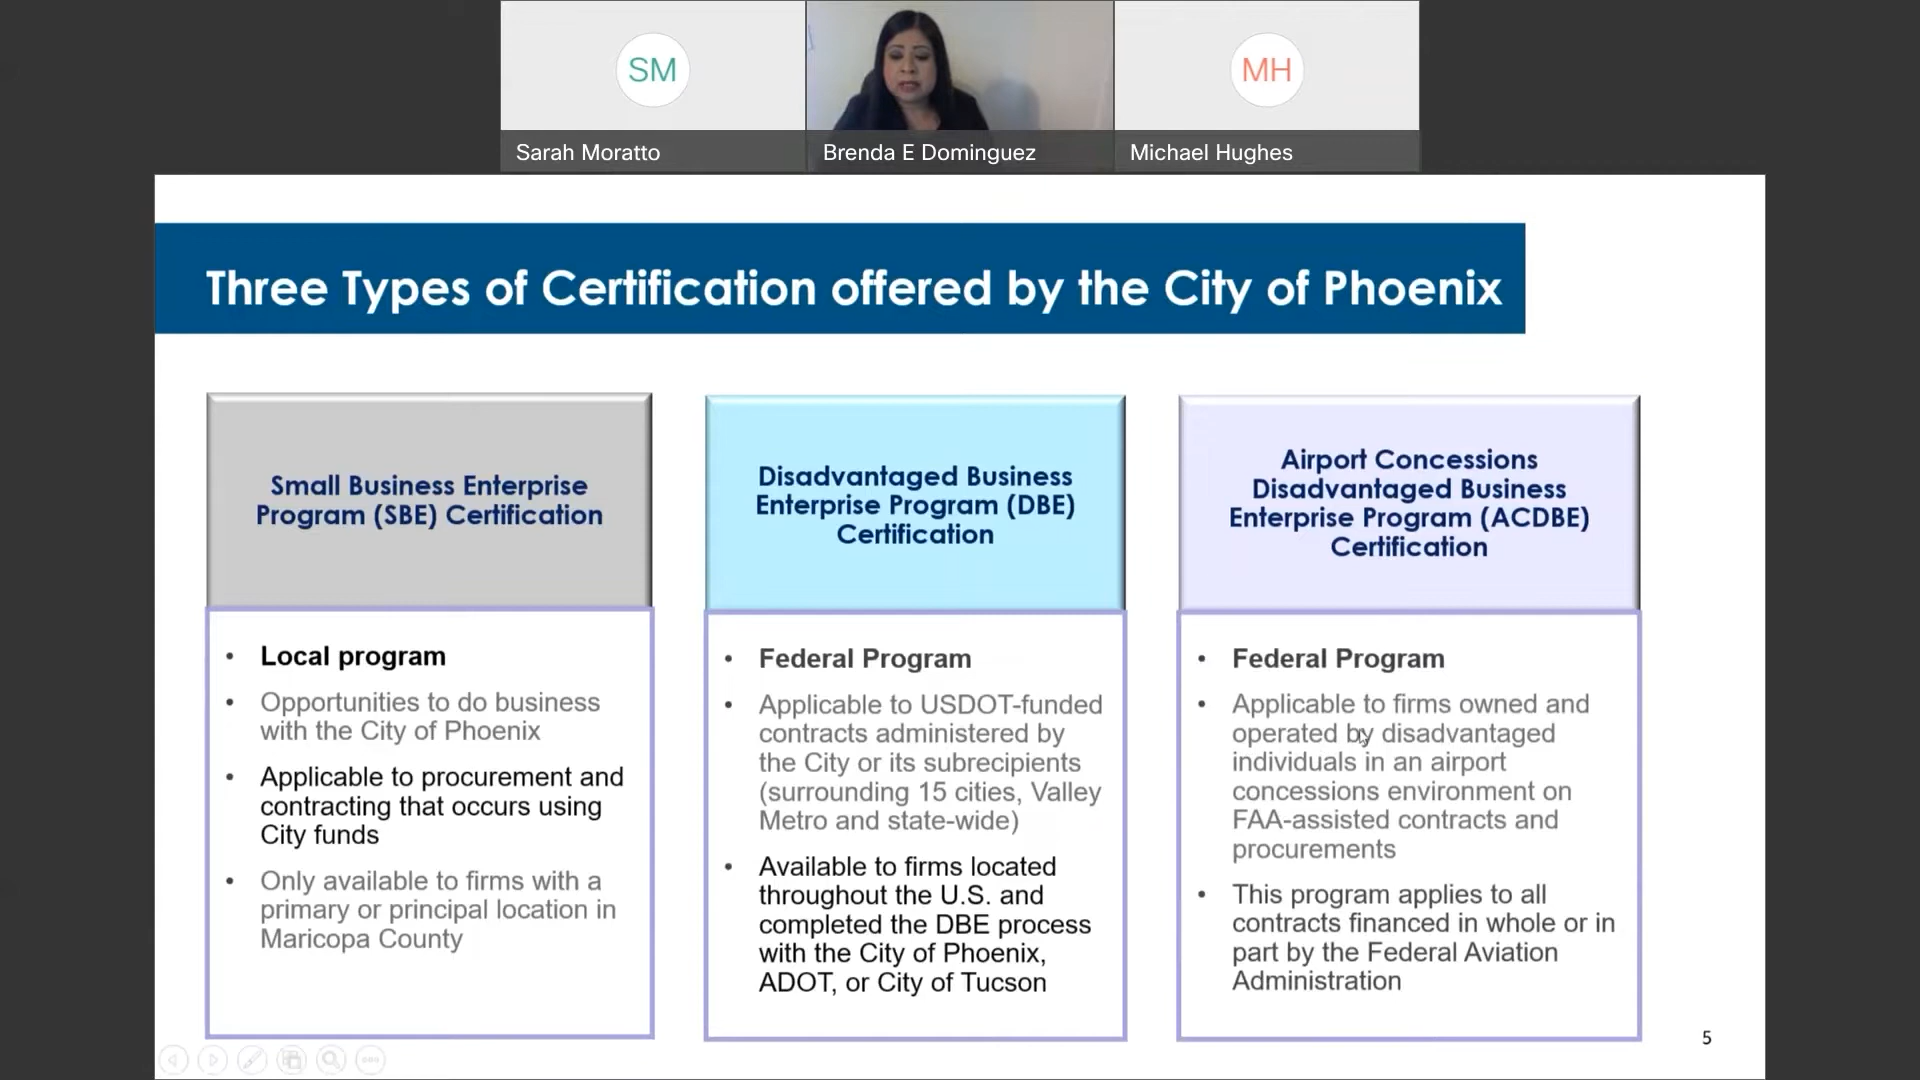 SM
MH
Sarah Moratto
Brenda E Dominguez
Michael Hughes
Three Types of Certification offered by the City of Phoenix
Small Business Enterprise
Program (SBE) Certification
• Local program
• Opportunities to do business
with the City of Phoenix
• Applicable to procurement and
contracting that occurs using
City funds
• Only available to firms with a
primary or principal location in
Maricopa County
Disadvantaged Business
Enterprise Program (DBE)
Certification
• Federal Program
• Applicable to USDOT-funded
contracts administered by
the City or its subrecipients
(surrounding 15 cities, Valley
Metro and state-wide)
• Available to firms located
throughout the U.S. and
completed the DBE process
with the City of Phoenix,
ADOT, or City of Tucson
Airport Concessions
Disadvantaged Business
Enterprise Program (ACDBE)
Certification
• Federal Program
• Applicable to firms owned and
operated by disadvantaged
individuals in an airport
concessions environment on
FAA-assisted contracts and
procurements
• This program applies to all
contracts financed in whole or in
part by the Federal Aviation
Administration
5